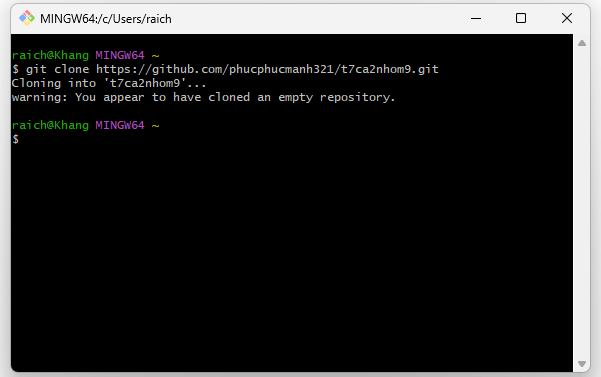 MINGW64:/c/Users/raich
raich@Khang MINGW64 ~
$ git clone https://github.com/phucphucmanh321/t7ca2nhom9.git
Cloning into 't7ca2nhom9'...
warning: You appear to have cloned an empty repository.
raich@Khang MINGW64 ~
$